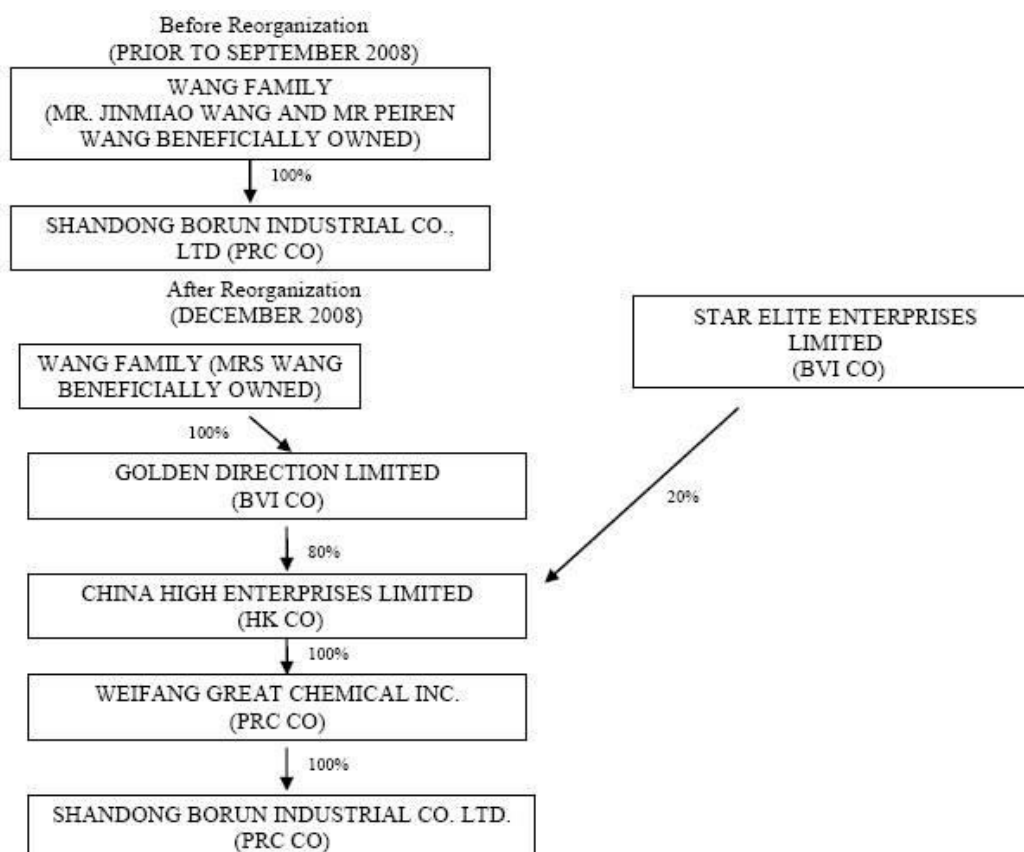 Before Reorganization
(PRIOR TO SEPTEMBER 2008)
WANG FAMILY
(MR. JINMIAO WANG AND MR PEIREN
WANG BENEFICIALLY OWNED)
100%
SHANDONG BORUN INDUSTRIAL CO.,
LTD (PRC CO)
After Reorganization
(DECEMBER 2008)
STAR ELITE ENTERPRISES
LIMITED
(BVI CO)
WANG FAMILY (MRS WANG
BENEFICIALLY OWNED)
100%
GOLDEN DIRECTION LIMITED
(BVI CO)
20%
80%
CHINA HIGH ENTERPRISES LIMITED
(HK CO)
100%
WEIFANG GREAT CHEMICAL INC.
(PRC CO)
100%
SHANDONG BORUN INDUSTRIAL CO. LTD.
(PRC CO)